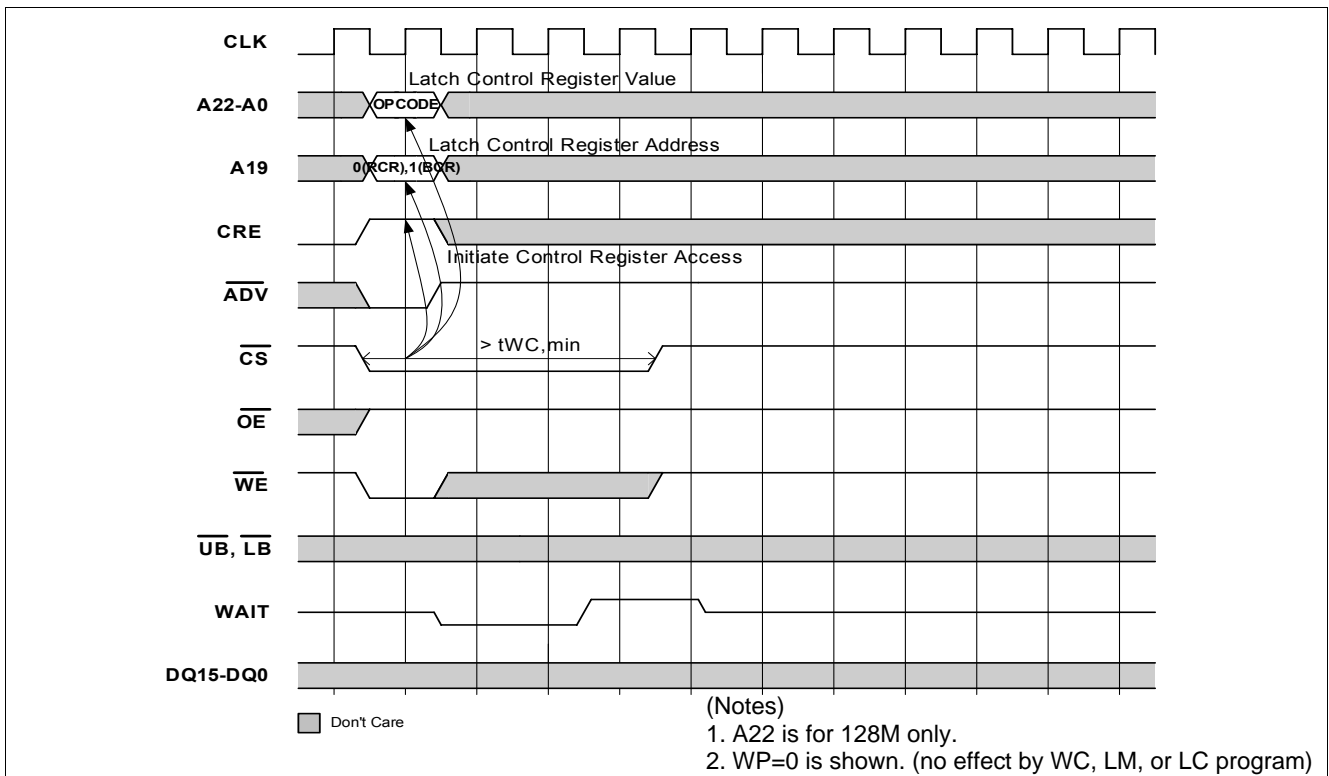 CLK
Latch Control Register Value
A22-A0
OPCODE
Latch Control Register Address
A19
0(RCR),1(BCR)
CRE
Initiate Control Register Access
ADV
CS
> tWC,min
OE
WE
UB, LB
WAIT
DQ15-DQ0
Don't Care
(Notes)
1. A22 is for 128M only.
2. WP=0 is shown. (no effect by WC, LM, or LC program)